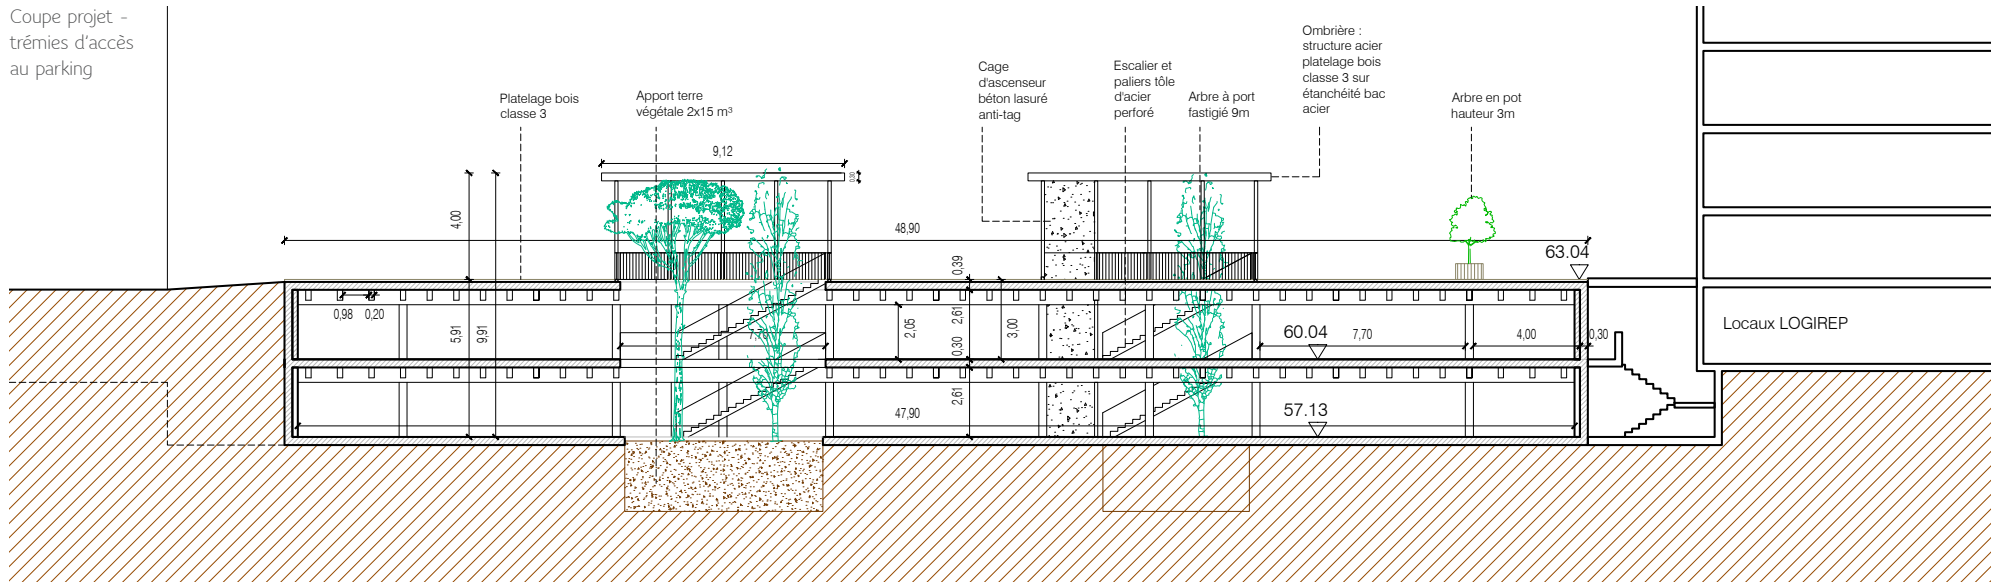 Coupe projet -
trémies d'accès
au parking
Platelage bois
classe 3
Apport terre
végétale 2x15 m³
Cage
d'ascenseur
béton lasuré
anti-tag
Escalier et
paliers tôle
d'acier
perforé
Arbre à port
fastigié 9m
Ombrière :
structure acier
platelage bois
classe 3 sur
étanchéité bac
acier
Arbre en pot
hauteur 3m
9,12
0,30
4,00
48,90
63.04
0,39
0,98
0,20
5,91
9,91
7,70
2,05
2,61
0,30
3,00
60.04
7,70
4,00
0,30
Locaux LOGIREP
2,61
47,90
57.13